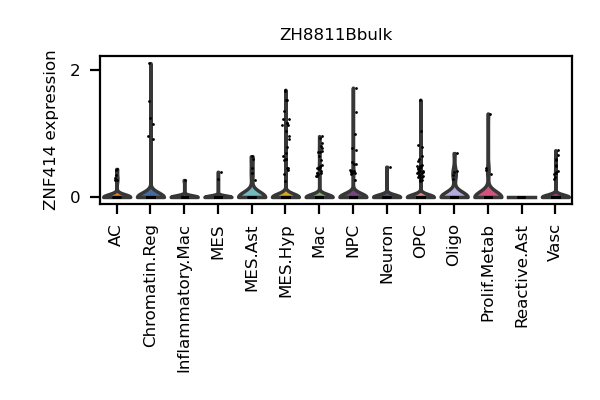 ZH8811Bbulk
ZNF414 expression
2
0
AC
Chromatin.Reg
Inflammatory.Mac
MES
MES.Ast
MES.Hyp
Mac
NPC
Neuron
OPC
Oligo
Prolif.Metab
Reactive.Ast
Vasc